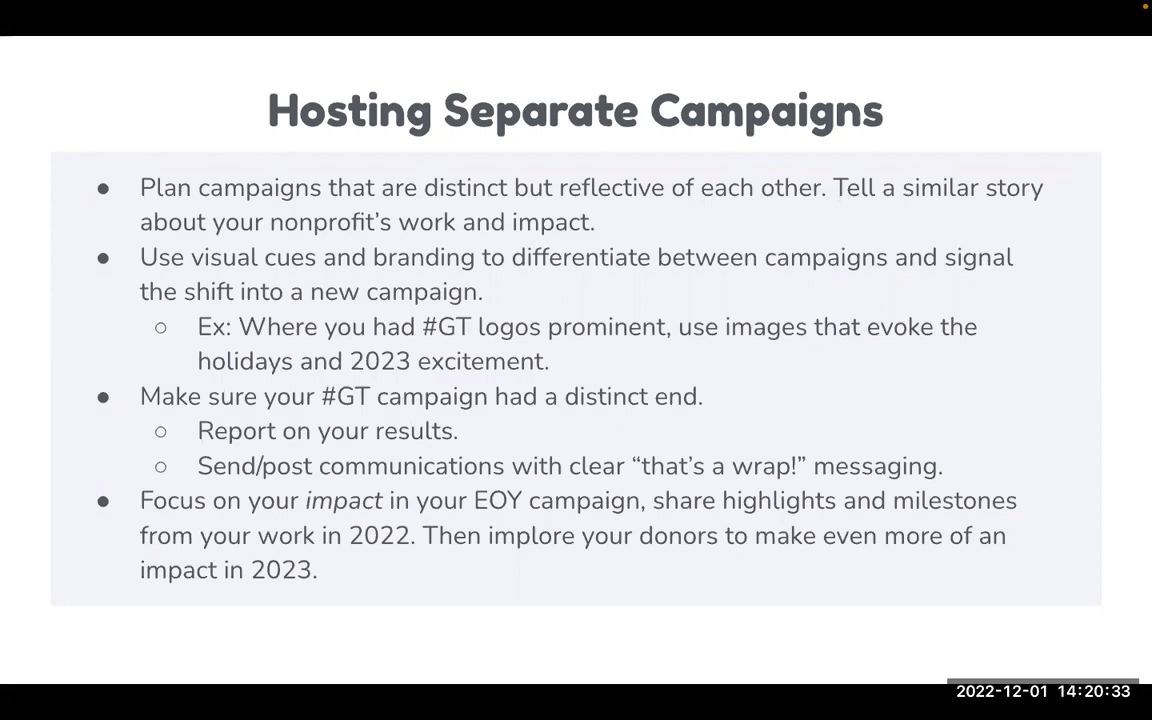 Hosting Separate Campaigns
● Plan campaigns that are distinct but reflective of each other. Tell a similar story
about your nonprofit’s work and impact.
● Use visual cues and branding to differentiate between campaigns and signal
the shift into a new campaign.
○ Ex: Where you had #GT logos prominent, use images that evoke the
holidays and 2023 excitement.
● Make sure your #GT campaign had a distinct end.
○ Report on your results.
○ Send/post communications with clear “that’s a wrap!” messaging.
● Focus on your impact in your EOY campaign, share highlights and milestones
from your work in 2022. Then implore your donors to make even more of an
impact in 2023.
2022-12-01 14:20:33